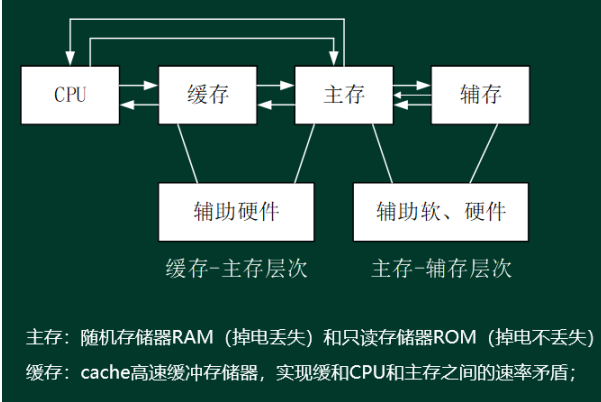 CPU
缓存
主存
辅存
辅助硬件
辅助软、硬件
缓存-主存层次
主存-辅存层次
主存：随机存储器RAM（掉电丢失）和只读存储器ROM（掉电不丢失）
缓存：cache高速缓冲存储器，实现缓和CPU和主存之间的速率矛盾；